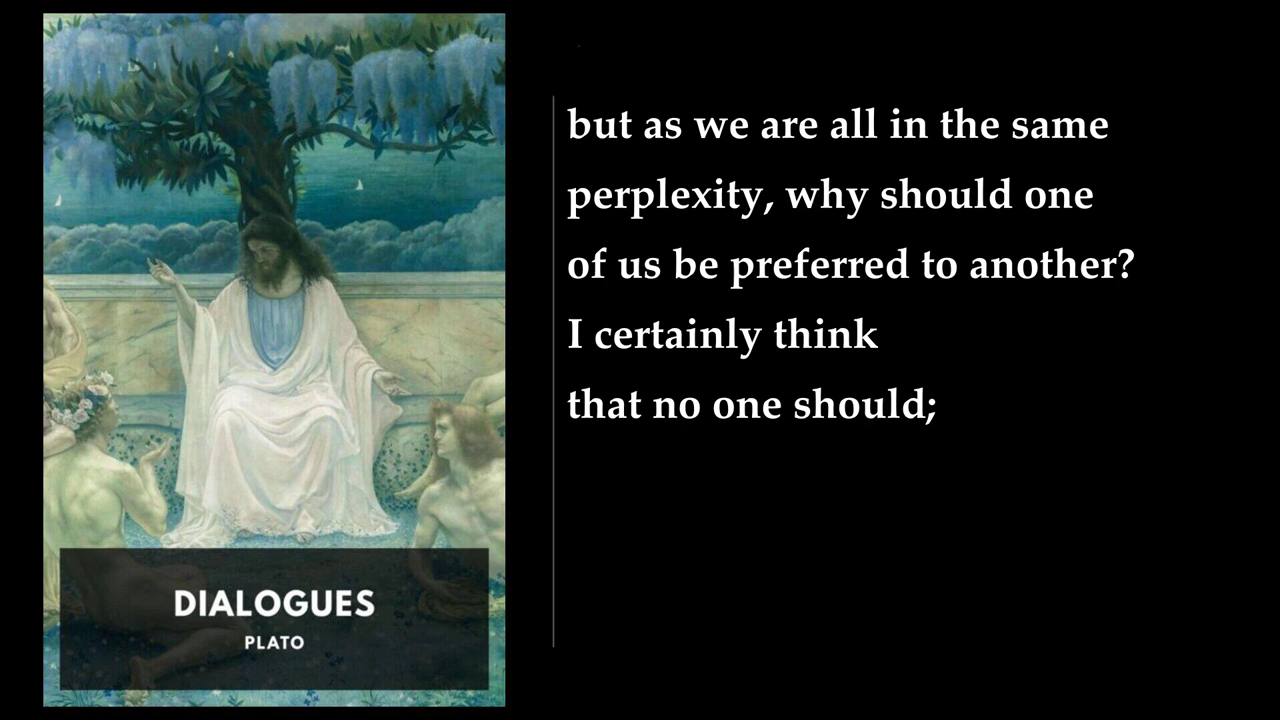 but as we are all in the same
perplexity, why should one
of us be preferred to another?
I certainly think
that no one should;
DIALOGUES
PLATO